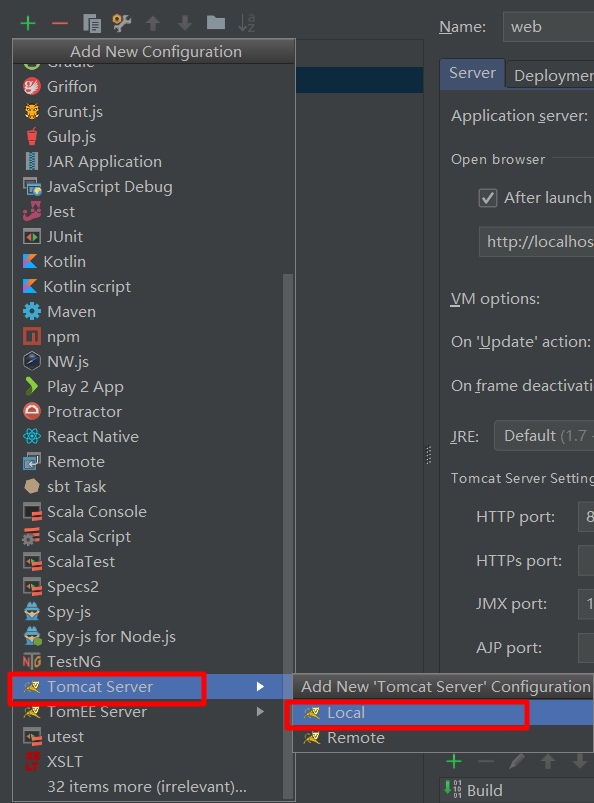 Add New Configuration
Gradle
Griffon
Grunt.js
Gulp.js
JAR Application
JavaScript Debug
Jest
JUnit
Kotlin
Kotlin script
Maven
npm
NW.js
Play 2 App
Protractor
React Native
Remote
sbt Task
Scala Console
Scala Script
ScalaTest
Specs2
Spy-js
Spy-js for Node.js
TestNG
Tomcat Server
TomEE Server
utest
XSLT
32 items more (irrelevant)...
Add New 'Tomcat Server' Configuration
Local
Remote
Name: web
Server Deploymen
Application server:
Open browser
After launch
http://localhos
VM options:
On 'Update' action:
On frame deactivati
JRE: Default (1.7 -
Tomcat Server Setting
HTTP port: 8
HTTPs port:
JMX port: 1
AJP port:
Build